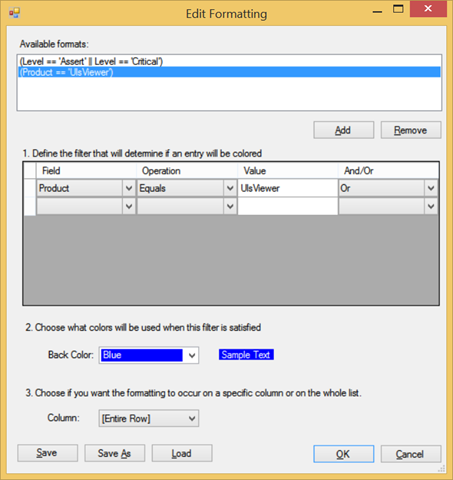 Edit Formatting
Available formats:
(Level == 'Assert' || Level == 'Critical')
(Product == 'UlsViewer')
Add Remove
1. Define the filter that will determine if an entry will be colored
Field Operation Value And/Or
Product Equals UlsViewer Or
2. Choose what colors will be used when this filter is satisfied
Back Color: Blue Sample Text
3. Choose if you want the formatting to occur on a specific column or on the whole list.
Column: [Entire Row]
Save Save As Load OK Cancel